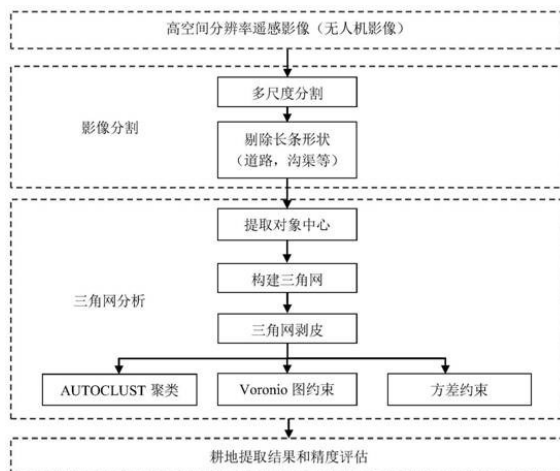 高空间分辨率遥感影像（无人机影像）
影像分割
多尺度分割
剔除长条形状
（道路，沟渠等）
三角网分析
提取对象中心
构建三角网
三角网剥皮
AUTOCLUST 聚类
Voronio 图约束
方差约束
耕地提取结果和精度评估